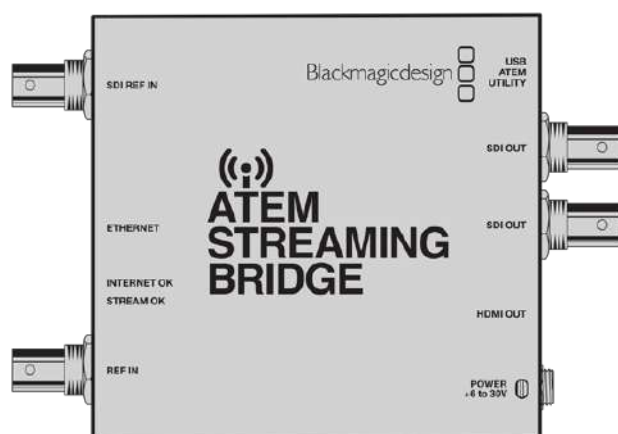 SDI REF IN
Blackmagicdesign
USB
ATEM
UTILITY
SDI OUT
ATEM
STREAMING
BRIDGE
ETHERNET
SDI OUT
INTERNET OK
STREAM OK
HDMI OUT
REF IN
POWER
+6 to 30V